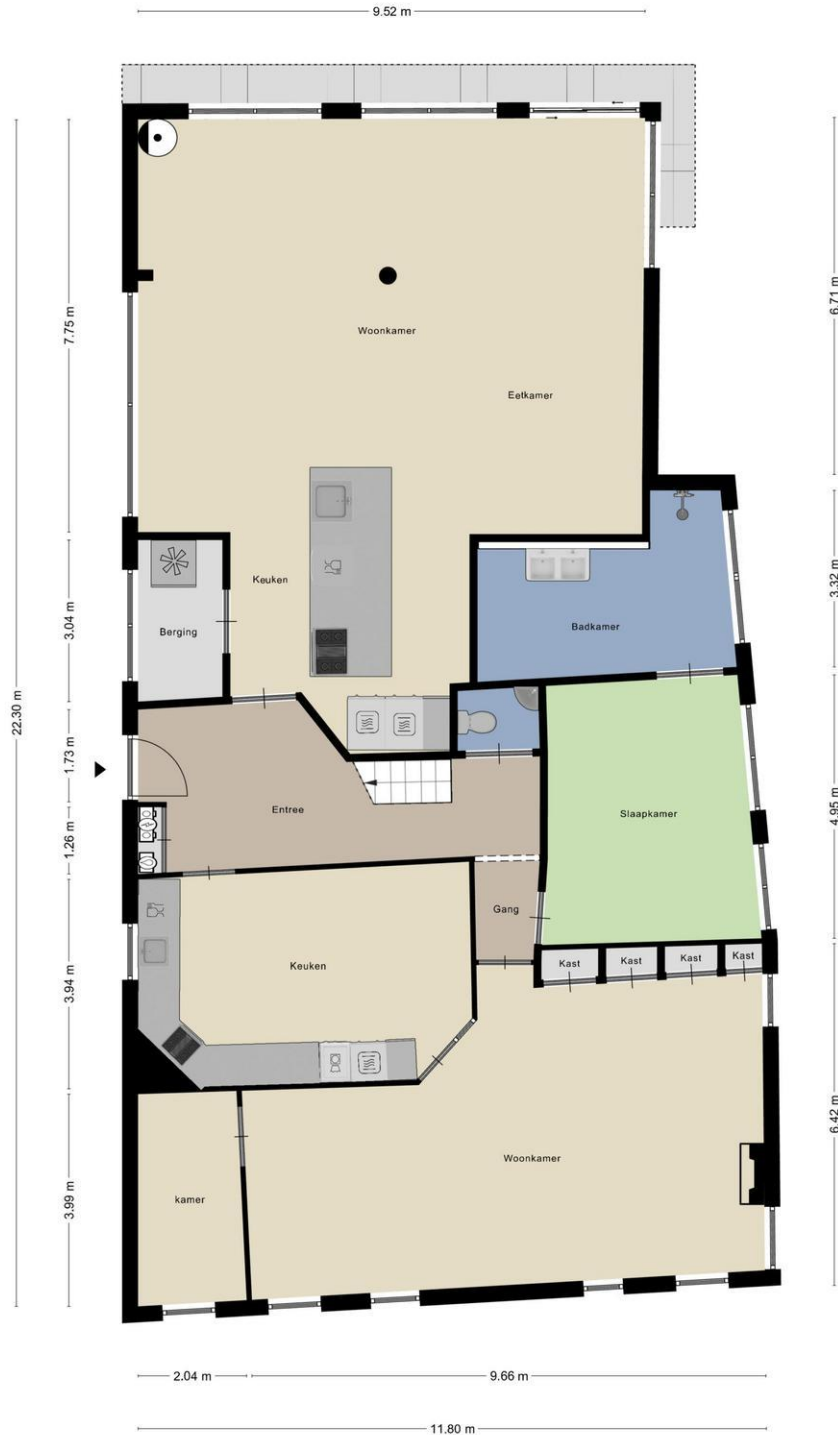 9.52 m
22.30 m
7.75 m
3.04 m
1.73 m
1.26 m
3.94 m
3.99 m
Woonkamer
Eetkamer
Keuken
Berging
Badkamer
Entree
Slaapkamer
Gang
Keuken
Kast
Kast
Kast
Kast
Woonkamer
kamer
6.71 m
3.32 m
4.95 m
6.42 m
2.04 m
9.66 m
11.80 m